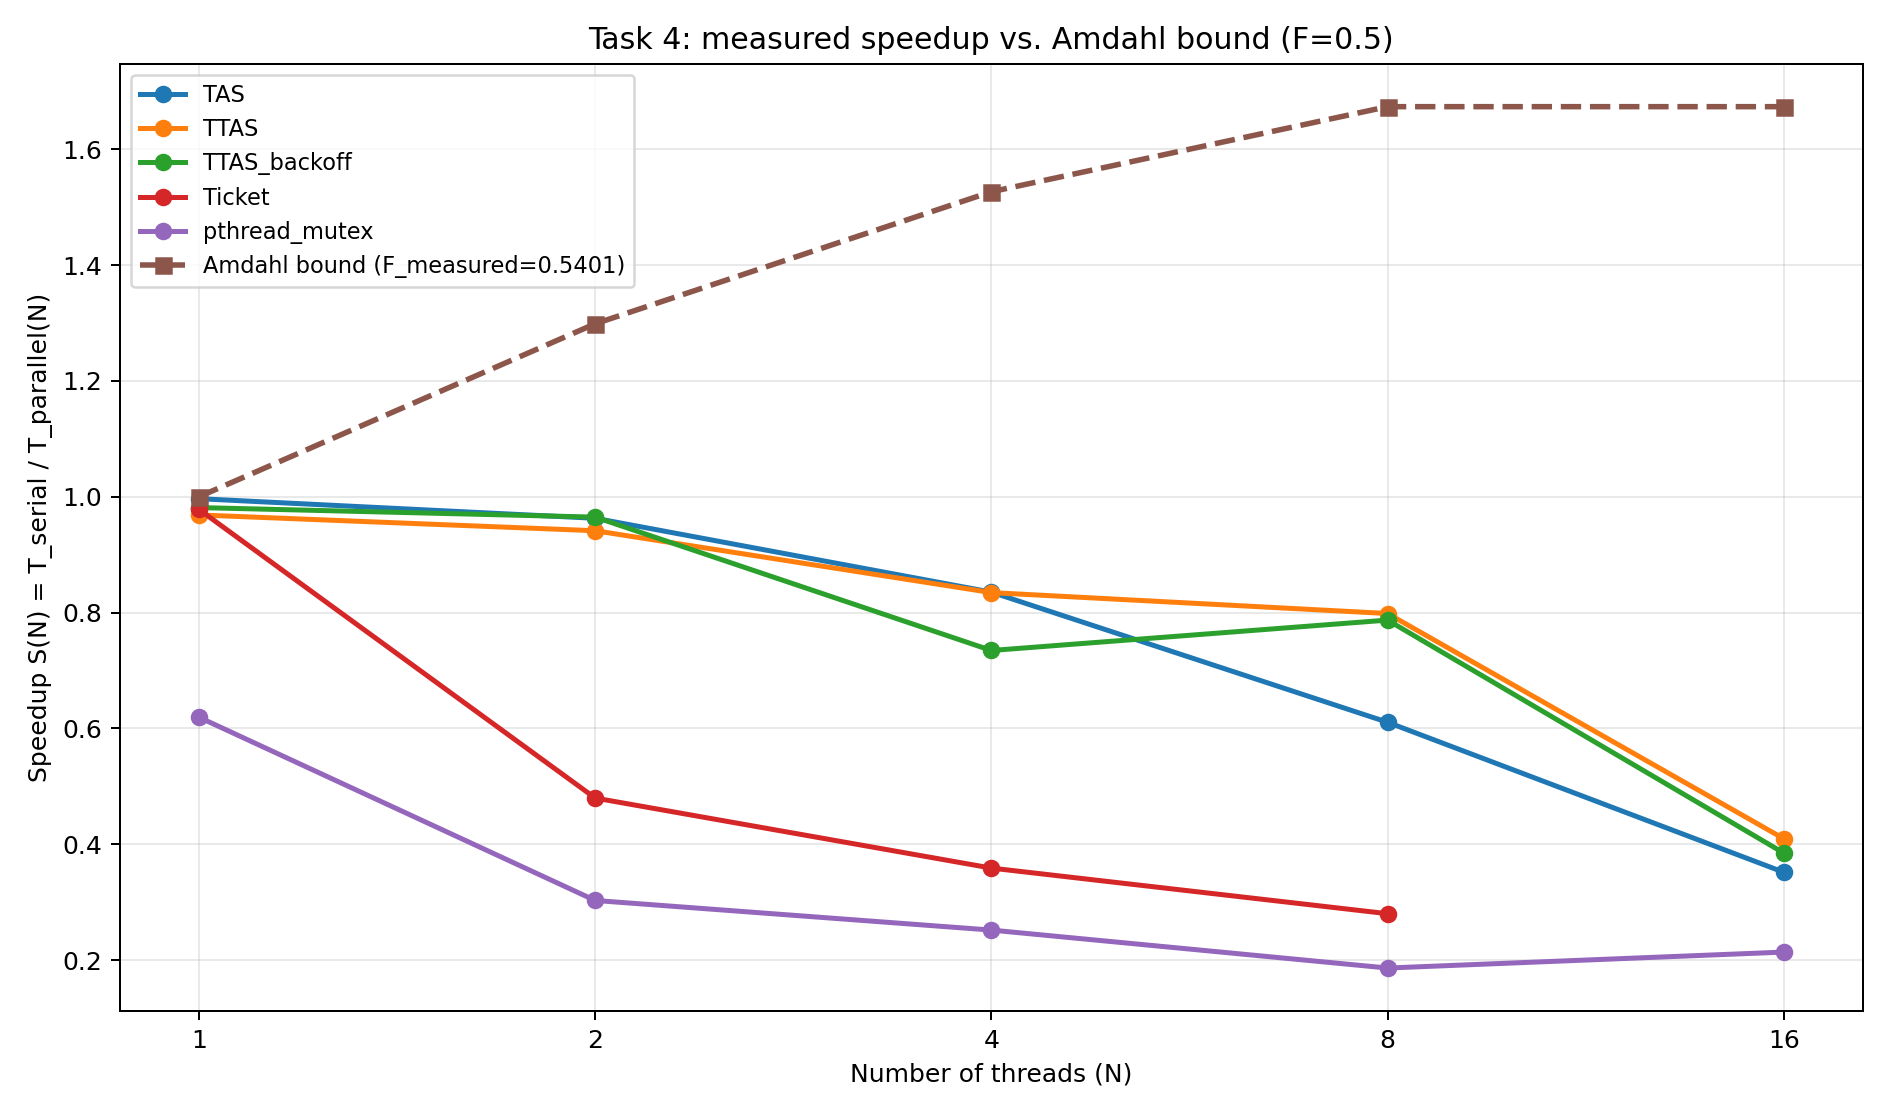 Task 4: measured speedup vs. Amdahl bound (F=0.5)
TAS
TTAS
TTAS_backoff
Ticket
pthread_mutex
Amdahl bound (F_measured=0.5401)
Speedup S(N) = T_serial / T_parallel(N)
1.6
1.4
1.2
1.0
0.8
0.6
0.4
0.2
1 2 4 8 16
Number of threads (N)